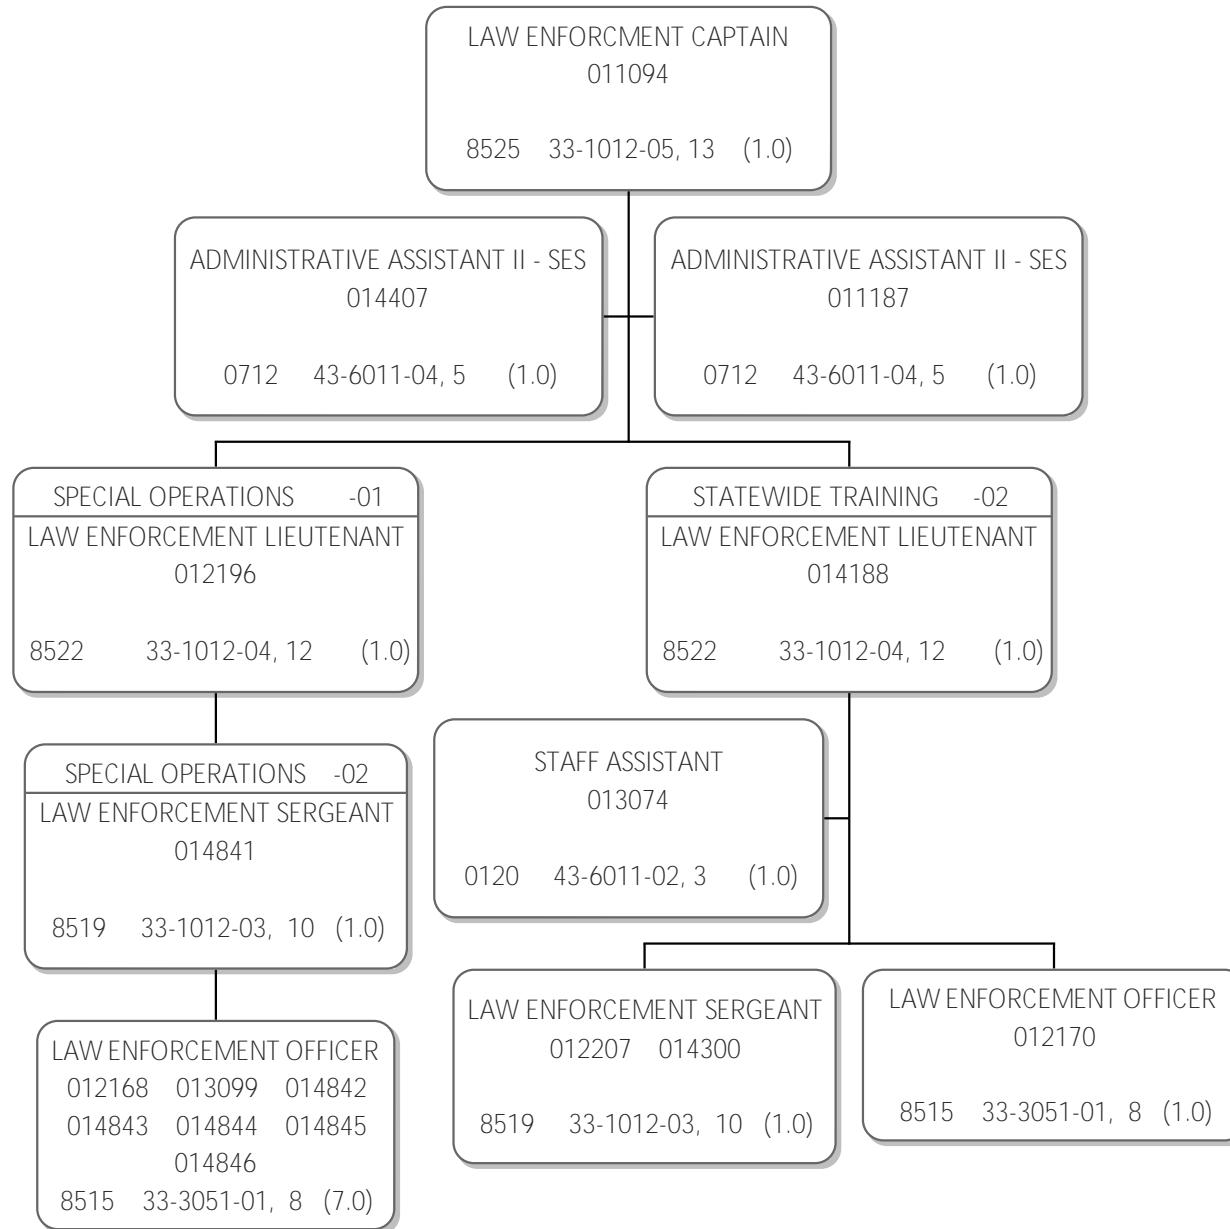 LAW ENFORCMENT CAPTAIN
011094
8525 33-1012-05, 13 (1.0)
ADMINISTRATIVE ASSISTANT II - SES
014407
0712 43-6011-04, 5 (1.0)
ADMINISTRATIVE ASSISTANT II - SES
011187
0712 43-6011-04, 5 (1.0)
SPECIAL OPERATIONS -01
LAW ENFORCEMENT LIEUTENANT
012196
8522 33-1012-04, 12 (1.0)
STATEWIDE TRAINING -02
LAW ENFORCEMENT LIEUTENANT
014188
8522 33-1012-04, 12 (1.0)
SPECIAL OPERATIONS -02
LAW ENFORCEMENT SERGEANT
014841
8519 33-1012-03, 10 (1.0)
STAFF ASSISTANT
013074
0120 43-6011-02, 3 (1.0)
LAW ENFORCEMENT OFFICER
012168 013099 014842
014843 014844 014845
014846
8515 33-3051-01, 8 (7.0)
LAW ENFORCEMENT SERGEANT
012207 014300
8519 33-1012-03, 10 (1.0)
LAW ENFORCEMENT OFFICER
012170
8515 33-3051-01, 8 (1.0)